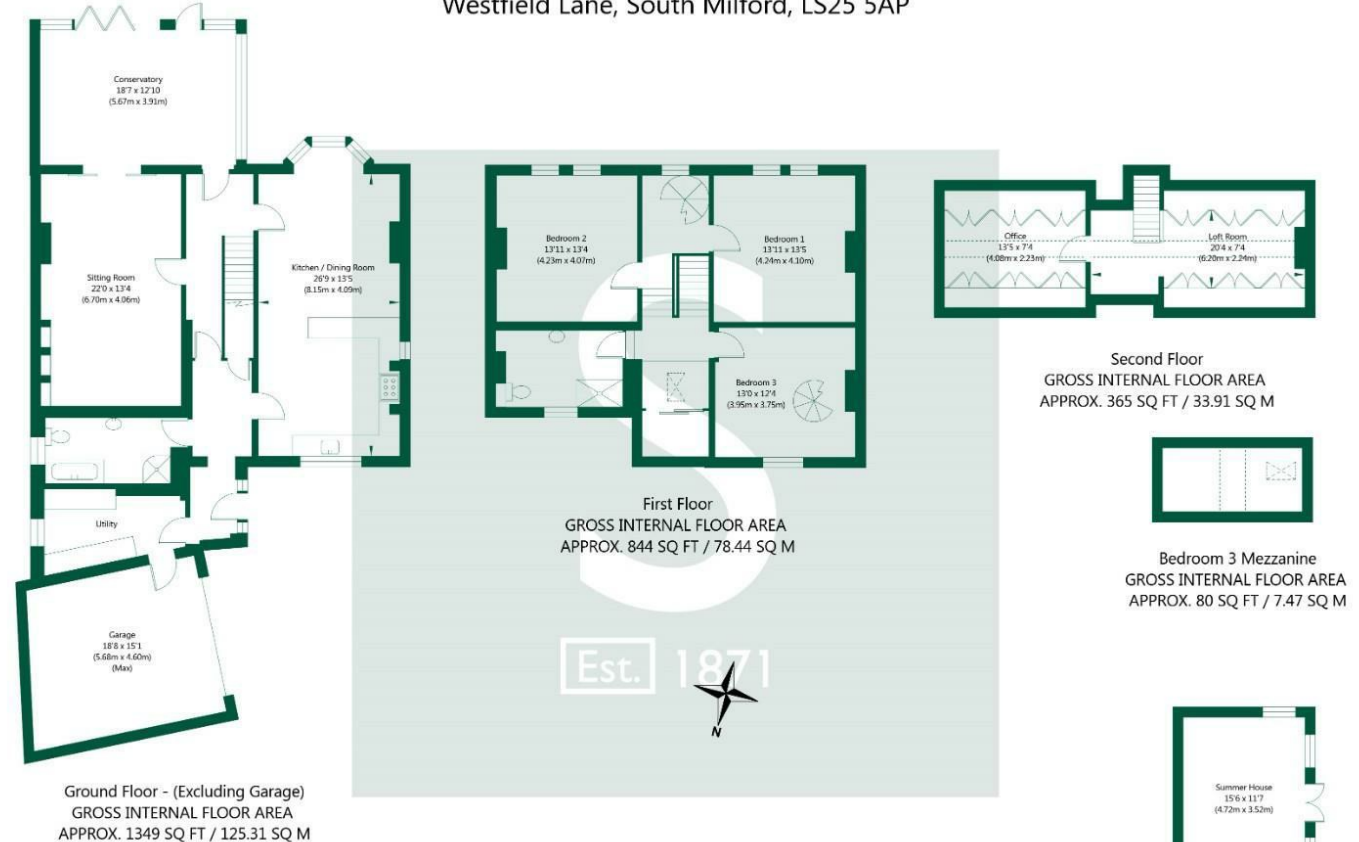 Westfield Lane, South Milford, LS25 5AP
Conservatory
18'7 x 12'10
(5.67m x 3.91m)
Sitting Room
22'0 x 13'4
(6.70m x 4.06m)
Kitchen / Dining Room
26'9 x 13'5
(8.15m x 4.09m)
Utility
Garage
18'8 x 15'1
(5.68m x 4.60m)
(Max)
Ground Floor - (Excluding Garage)
GROSS INTERNAL FLOOR AREA
APPROX. 1349 SQ FT / 125.31 SQ M
Bedroom 2
13'11 x 13'4
(4.23m x 4.07m)
Bedroom 1
13'11 x 13'5
(4.24m x 4.10m)
Bedroom 3
13'0 x 12'4
(3.95m x 3.75m)
First Floor
GROSS INTERNAL FLOOR AREA
APPROX. 844 SQ FT / 78.44 SQ M
S
Est. 1871
N
Office
13'5 x 7'4
(4.08m x 2.23m)
Loft Room
20'4 x 7'4
(6.20m x 2.24m)
Second Floor
GROSS INTERNAL FLOOR AREA
APPROX. 365 SQ FT / 33.91 SQ M
Bedroom 3 Mezzanine
GROSS INTERNAL FLOOR AREA
APPROX. 80 SQ FT / 7.47 SQ M
Summer House
15'6 x 11'7
(4.72m x 3.52m)